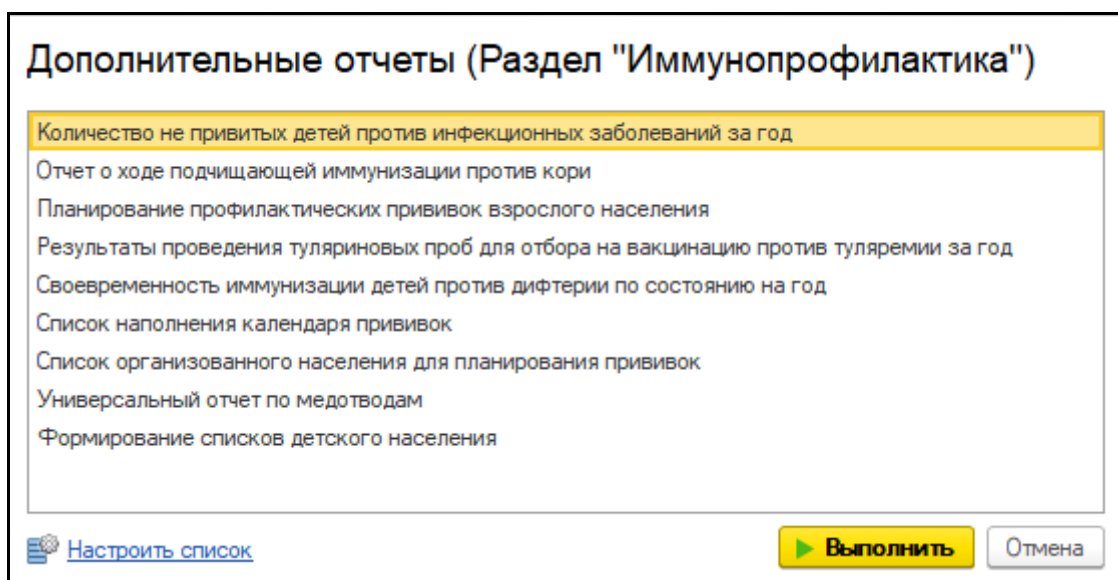 Дополнительные отчеты (Раздел "Иммунопрофилактика")
Количество не привитых детей против инфекционных заболеваний за год
Отчет о ходе подчищающей иммунизации против кори
Планирование профилактических прививок взрослого населения
Результаты проведения туляриновых проб для отбора на вакцинацию против туляремии за год
Своевременность иммунизации детей против дифтерии по состоянию на год
Список наполнения календаря прививок
Список организованного населения для планирования прививок
Универсальный отчет по медотводам
Формирование списков детского населения
Настроить список
Выполнить
Отмена